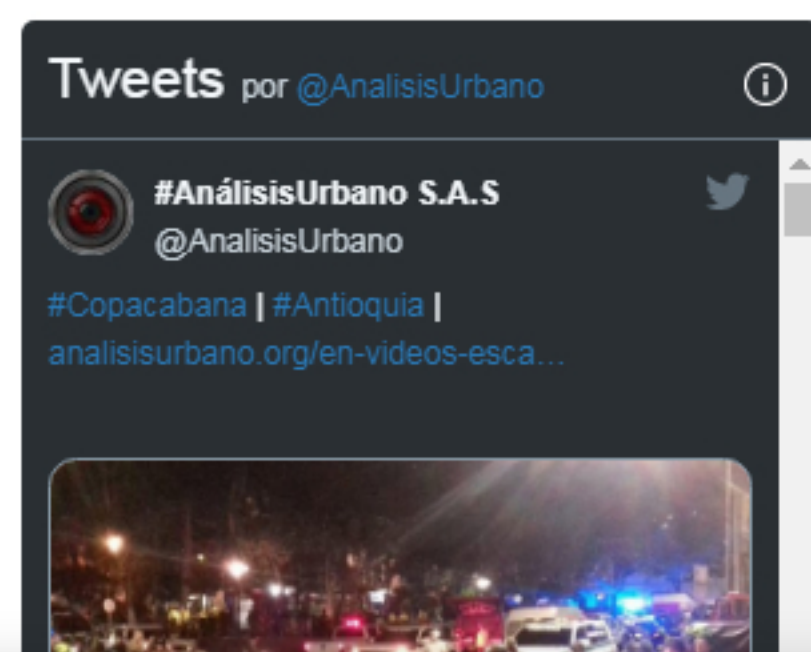 Tweets por @AnalisisUrbano
#AnálisisUrbano S.A.S
@AnalisisUrbano
#Copacabana | #Antioquia |
analisisurbano.org/en-videos-esca…